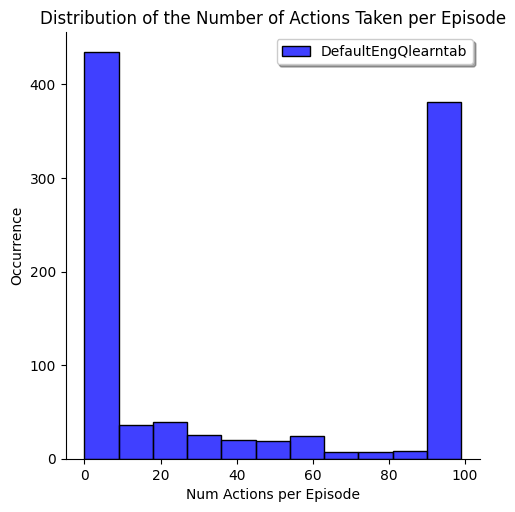 Distribution of the Number of Actions Taken per Episode
DefaultEngQlearntab
400
300
200
100
0
Occurrence
0 20 40 60 80 100
Num Actions per Episode